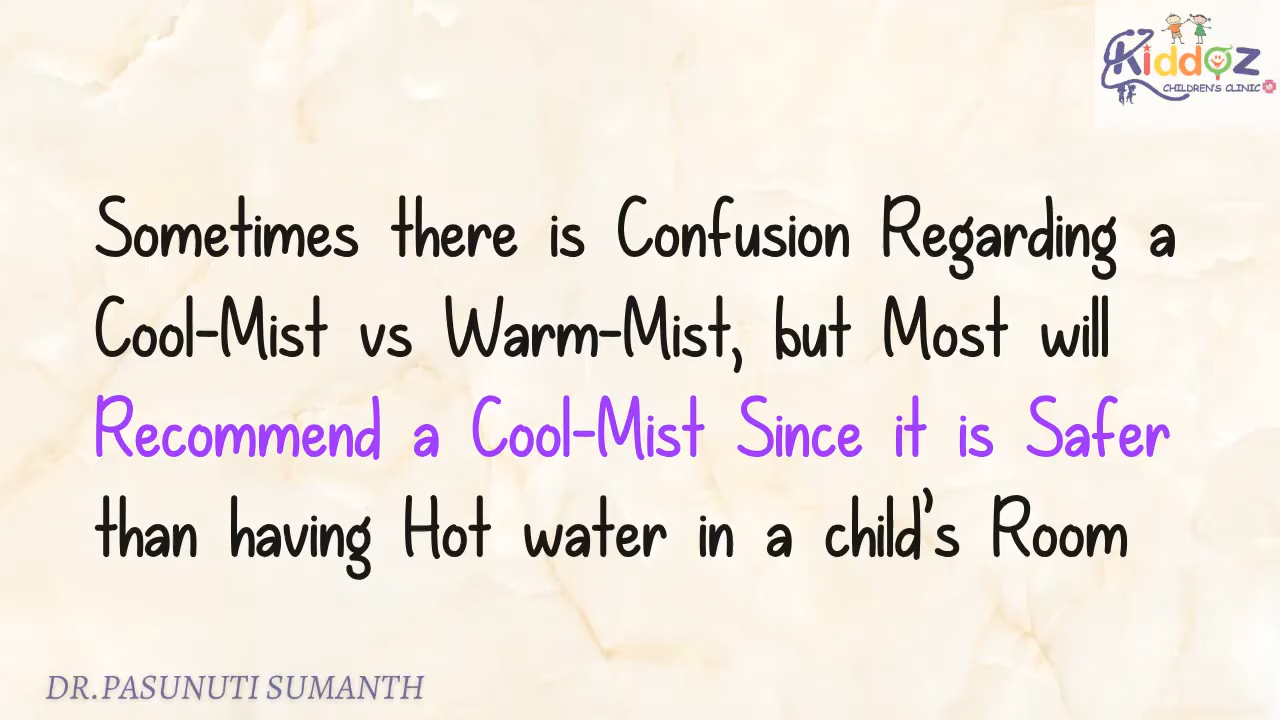 Kiddoz
CHILDREN'S CLINIC
Sometimes there is Confusion Regarding a
Cool-Mist vs Warm-Mist, but Most will
Recommend a Cool-Mist Since it is Safer
than having Hot water in a child's Room
DR.PASUNUTI SUMANTH